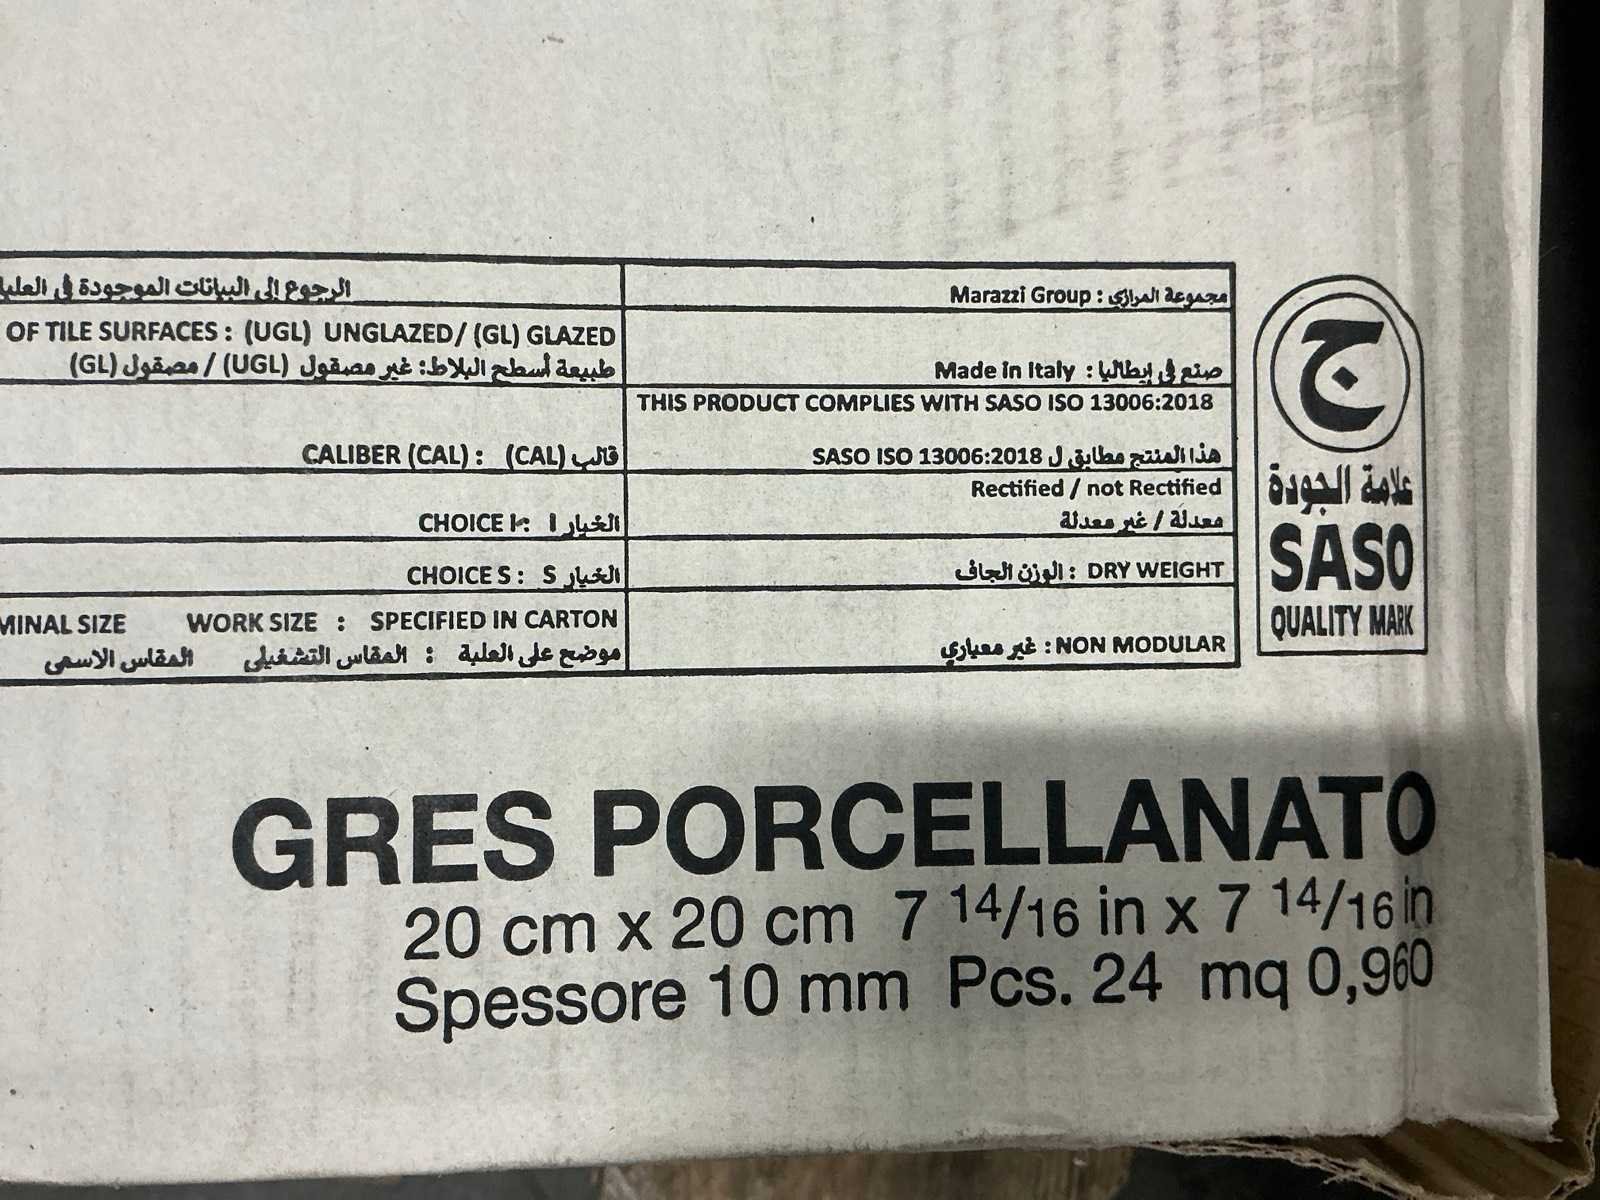 الرجوع إلى البيانات الموجودة في
OF TILE SURFACES : (UGL) UNGLAZED/ (GL) GLAZED
طبيعة أسطح البلاط: غير مصقول (UGL) / مصقول (GL)
CALIBER (CAL) : (CAL) قالب
CHOICE I : I الخيار
CHOICE S : S الخيار
SIZE WORK SIZE : SPECIFIED IN CARTON
موضح على العلبة : المقاس التشغيلى المقاس الاسمى
Marazzi Group : مجموعة المرازي
Made in Italy : صنع في إيطاليا
THIS PRODUCT COMPLIES WITH SASO ISO 13006:2018
هذا المنتج مطابق ل SASO ISO 13006:2018
Rectified / not Rectified
معدلة / غير معدلة
الوزن الجاف : DRY WEIGHT
غير معياري : NON MODULAR
ج
علامة الجودة
SASO
QUALITY MARK
GRES PORCELLANATO
20 cm x 20 cm 7 14/16 in x 7 14/16 in
Spessore 10 mm Pcs. 24 mq 0,960